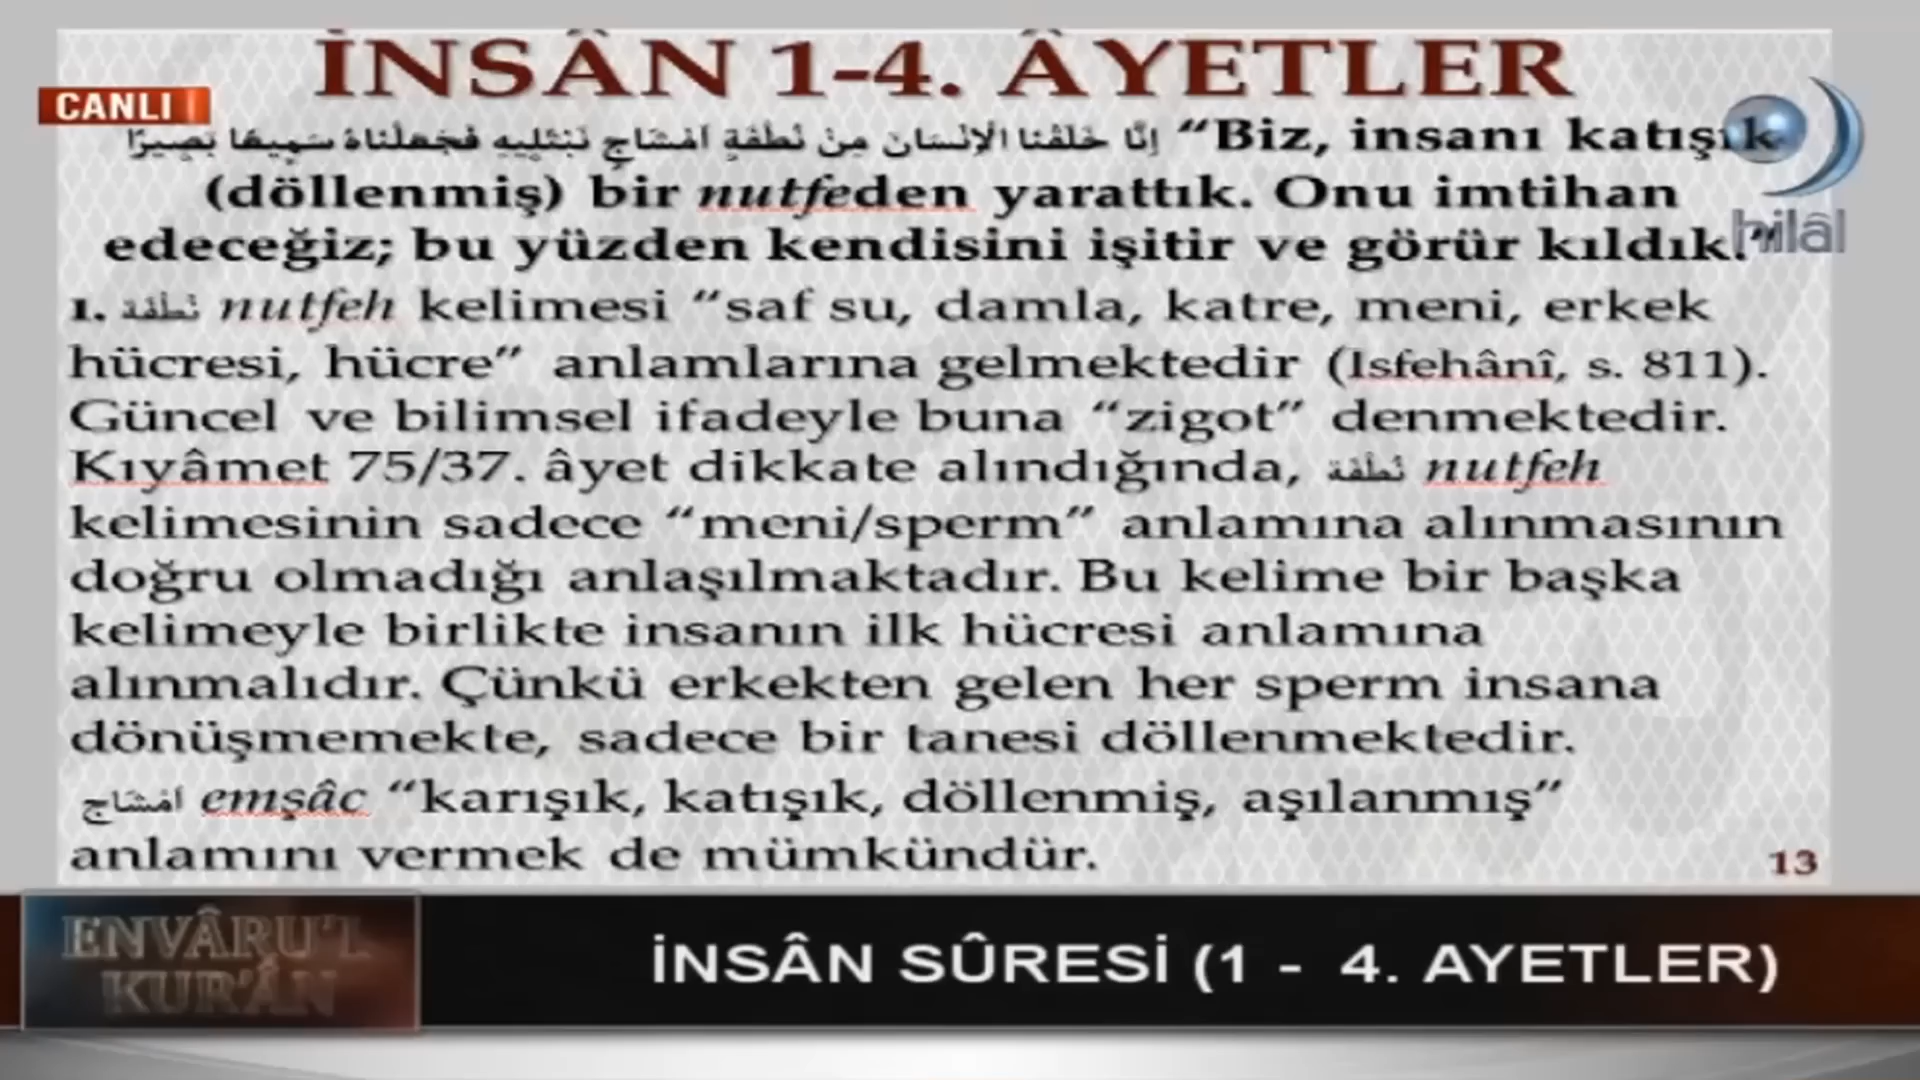 İNSÂN 1-4. ÂYETLER
CANLI
إِنَّا خَلَقْنَا الْإِنْسَانَ مِنْ نُطْفَةٍ أَمْشَاجٍ نَبْتَلِيهِ فَجَعَلْنَاهُ سَمِيعًا بَصِيرًا “Biz, insanı katışık
(döllenmiş) bir nutfeden yarattık. Onu imtihan
edeceğiz; bu yüzden kendisini işitir ve görür kıldık.”
hilâl
1. نُطْفَة nutfeh kelimesi “saf su, damla, katre, meni, erkek
hücresi, hücre” anlamlarına gelmektedir (Isfehânî, s. 811).
Güncel ve bilimsel ifadeyle buna “zigot” denmektedir.
Kıyâmet 75/37. âyet dikkate alındığında, نُطْفَة nutfeh
kelimesinin sadece “meni/sperm” anlamına alınmasının
doğru olmadığı anlaşılmaktadır. Bu kelime bir başka
kelimeyle birlikte insanın ilk hücresi anlamına
alınmalıdır. Çünkü erkekten gelen her sperm insana
dönüşmemekte, sadece bir tanesi döllenmektedir.
أَمْشَاج emşâc “karışık, katışık, döllenmiş, aşılanmış”
anlamını vermek de mümkündür.
13
ENVÂRU'L
KUR'ÂN
İNSÂN SÛRESİ (1 - 4. AYETLER)